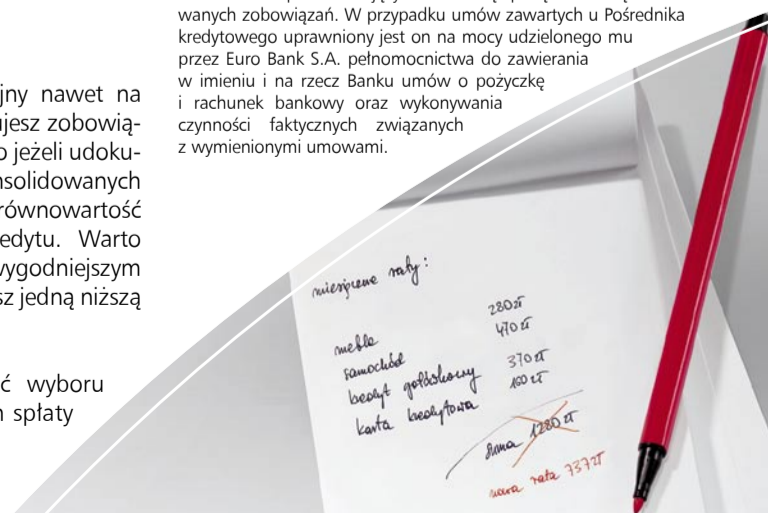 wanych zobowiązań. W przypadku umów zawartych u Pośrednika
kredytowego uprawniony jest on na mocy udzielonego mu
przez Euro Bank S.A. pełnomocnictwa do zawierania
w imieniu i na rzecz Banku umów o pożyczkę
i rachunek bankowy oraz wykonywania
czynności faktycznych związanych
z wymienionymi umowami.
jny nawet na
ujesz zobowią-
o jeżeli udoku-
nsolidowanych
równowartość
edytu. Warto
wygodniejszym
sz jedną niższą
ć wyboru
spłaty
miesięczne raty:
meble 280 zł
samochód 470 zł
kredyt gotówkowy 370 zł
karta kredytowa 160 zł
suma 1280 zł
nowa rata 737 zł